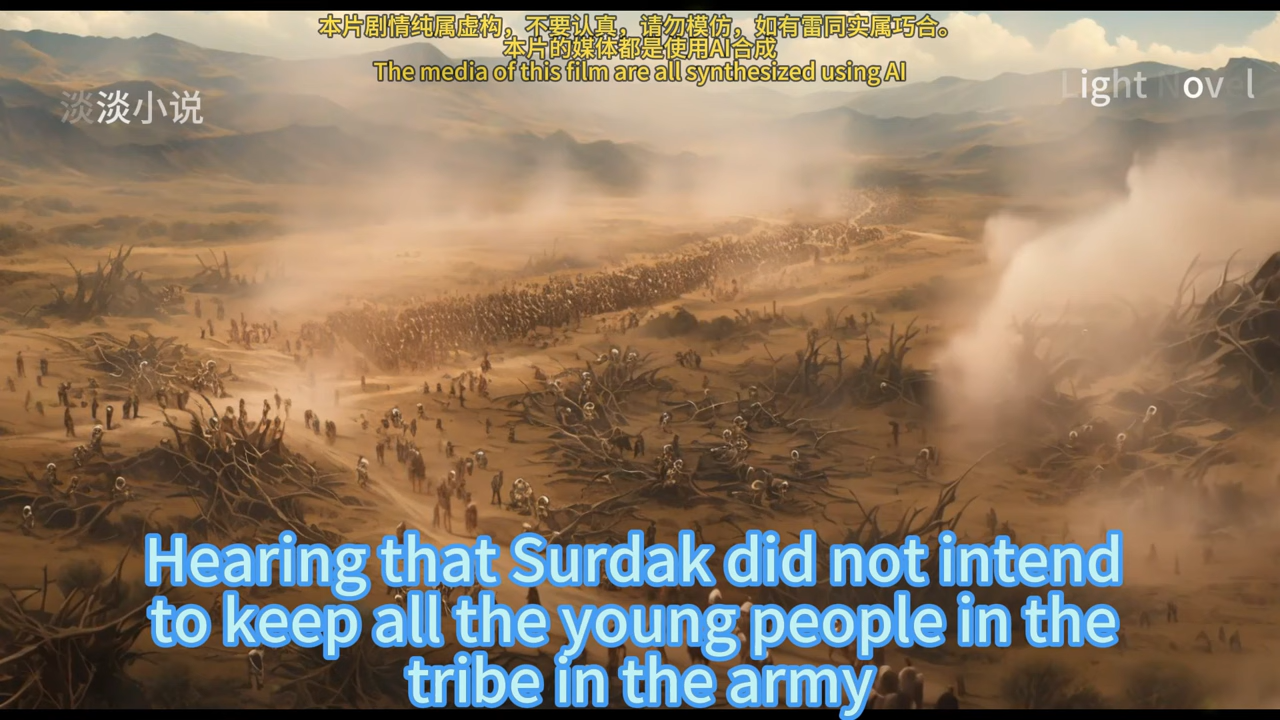 本片剧情纯属虚构，不要认真，请勿模仿，如有雷同实属巧合。
本片的媒体都是使用AI合成
The media of this film are all synthesized using AI
淡淡小说
Light Novel
Hearing that Surdak did not intend
to keep all the young people in the
tribe in the army